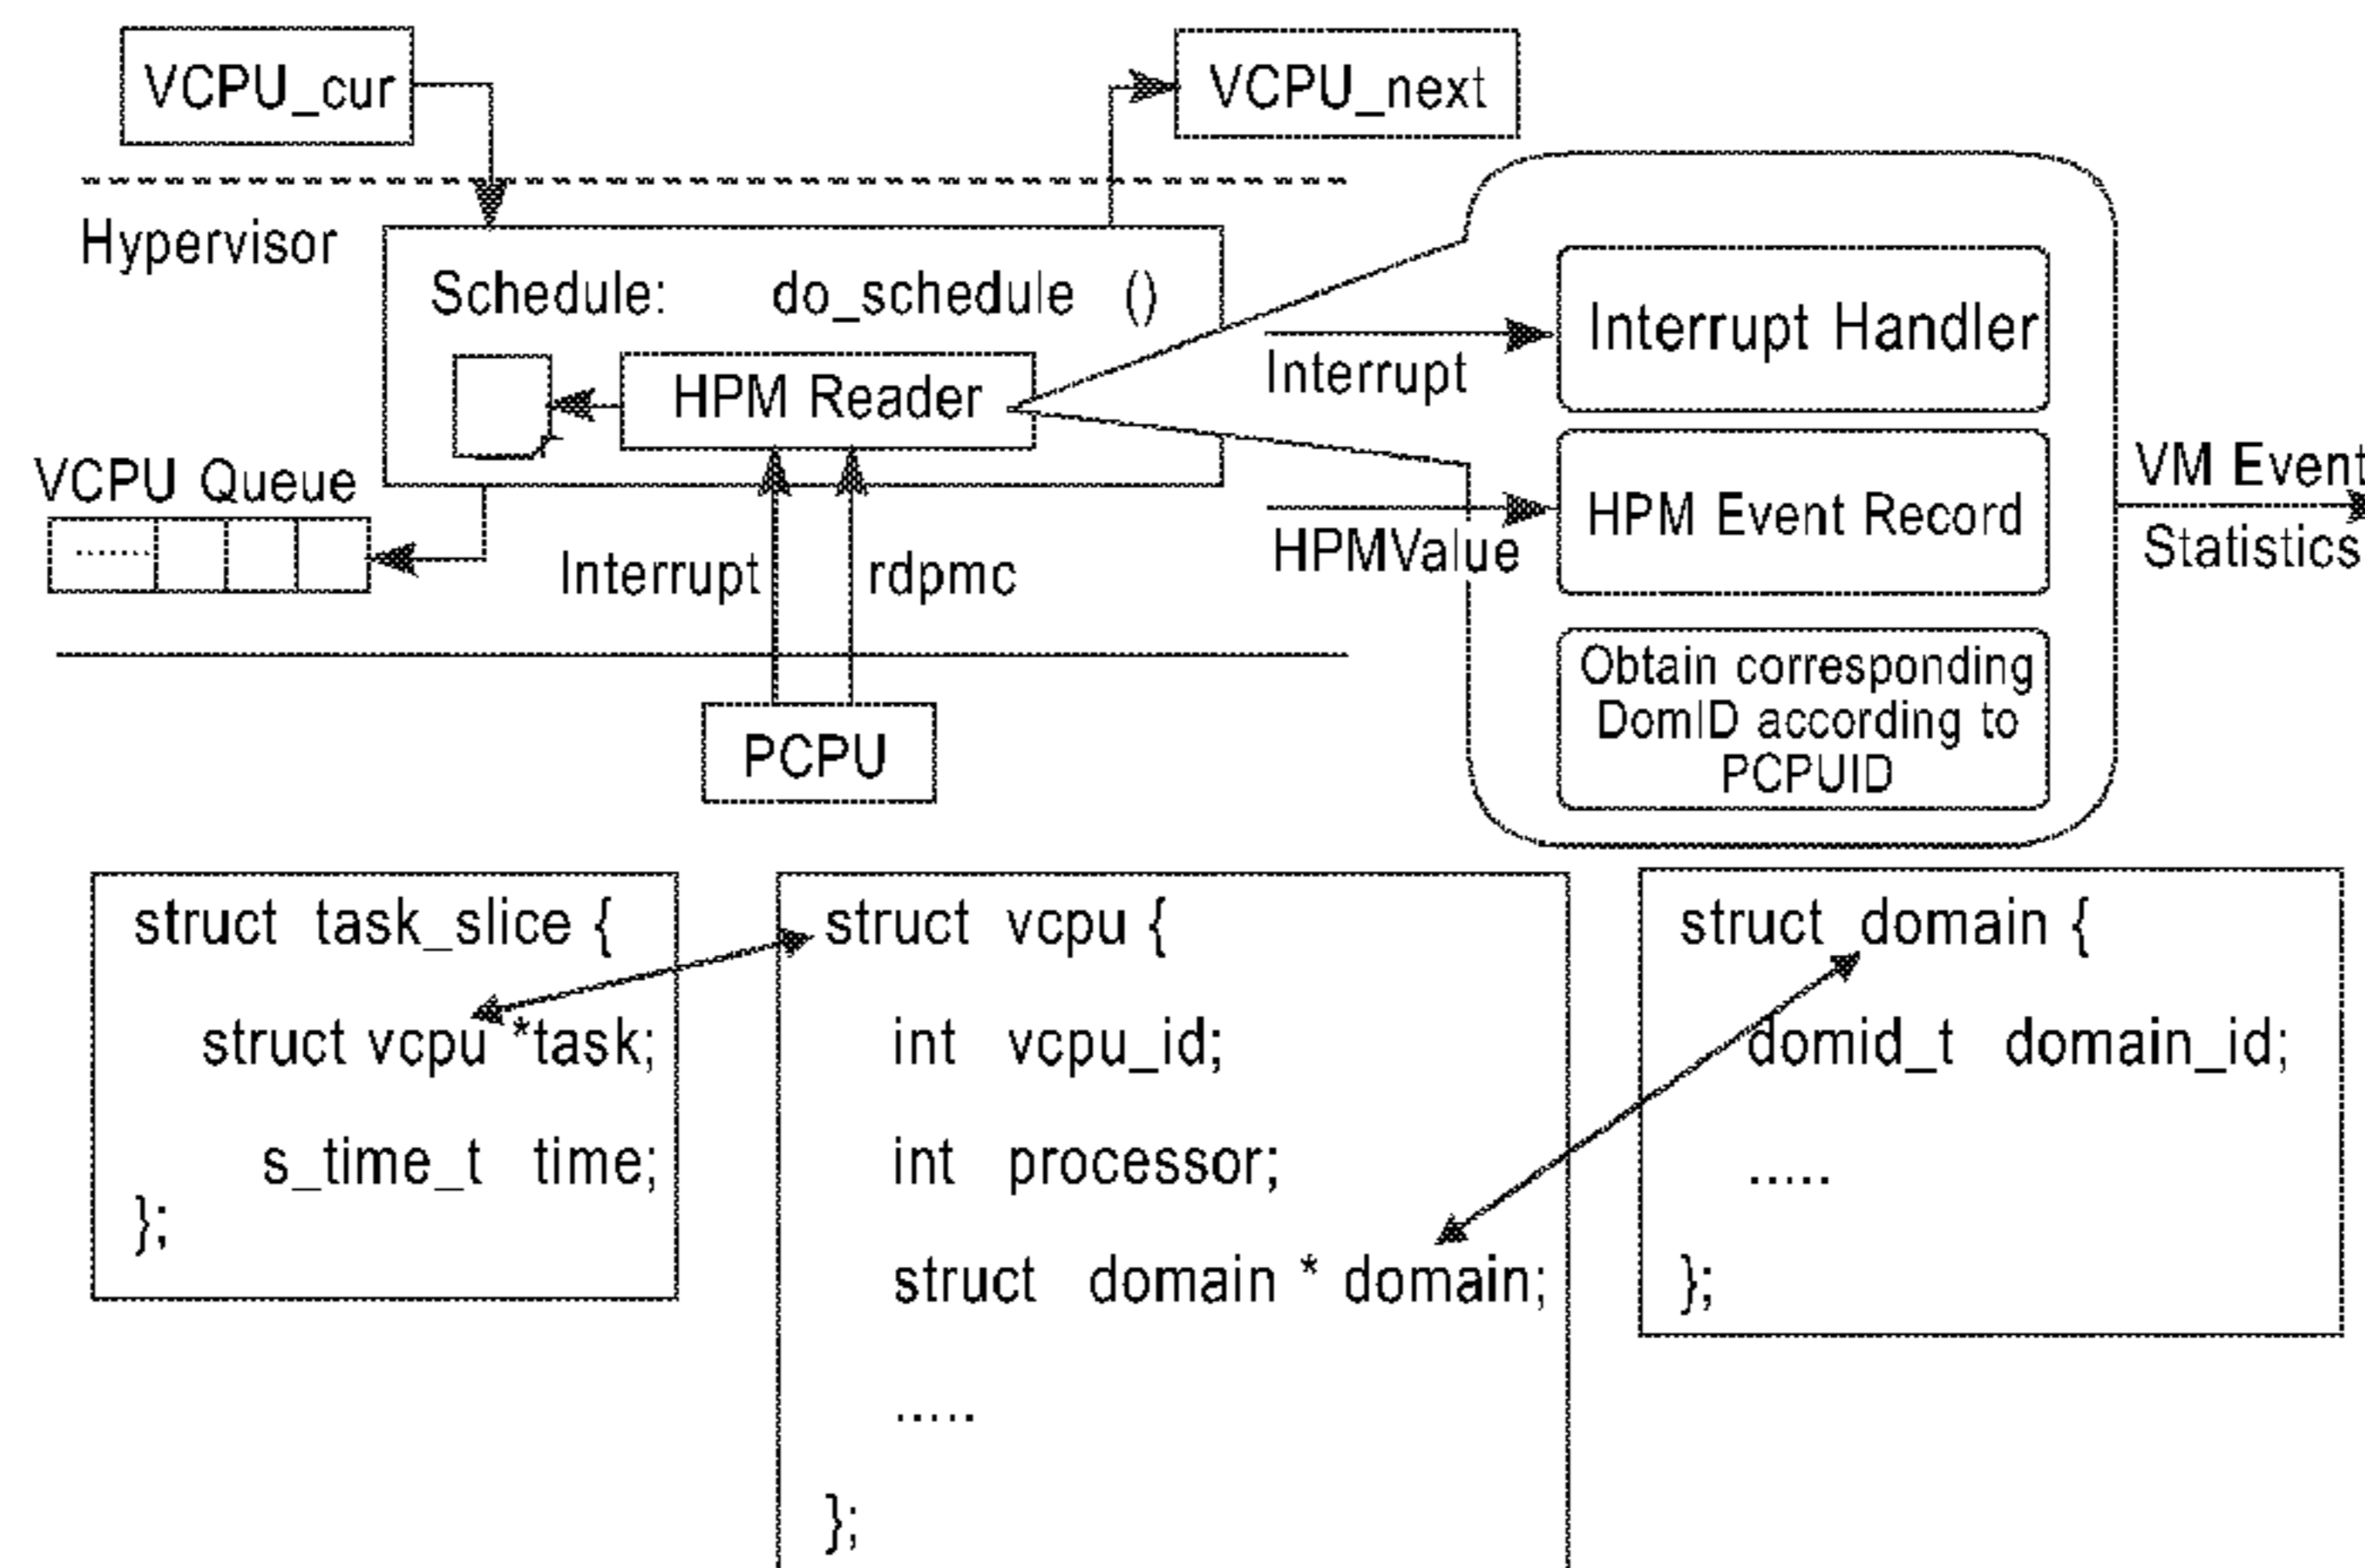 VCPU_cur
VCPU_next
Hypervisor
Schedule: do_schedule ()
HPM Reader
VCPU Queue
......
Interrupt
rdpmc
PCPU
Interrupt
HPMValue
Interrupt Handler
HPM Event Record
Obtain corresponding
DomID according to
PCPUID
VM Event
Statistics
struct task_slice {
struct vcpu *task;
s_time_t time;
};
struct vcpu {
int vcpu_id;
int processor;
struct domain * domain;
.....
};
struct domain {
domid_t domain_id;
.....
};